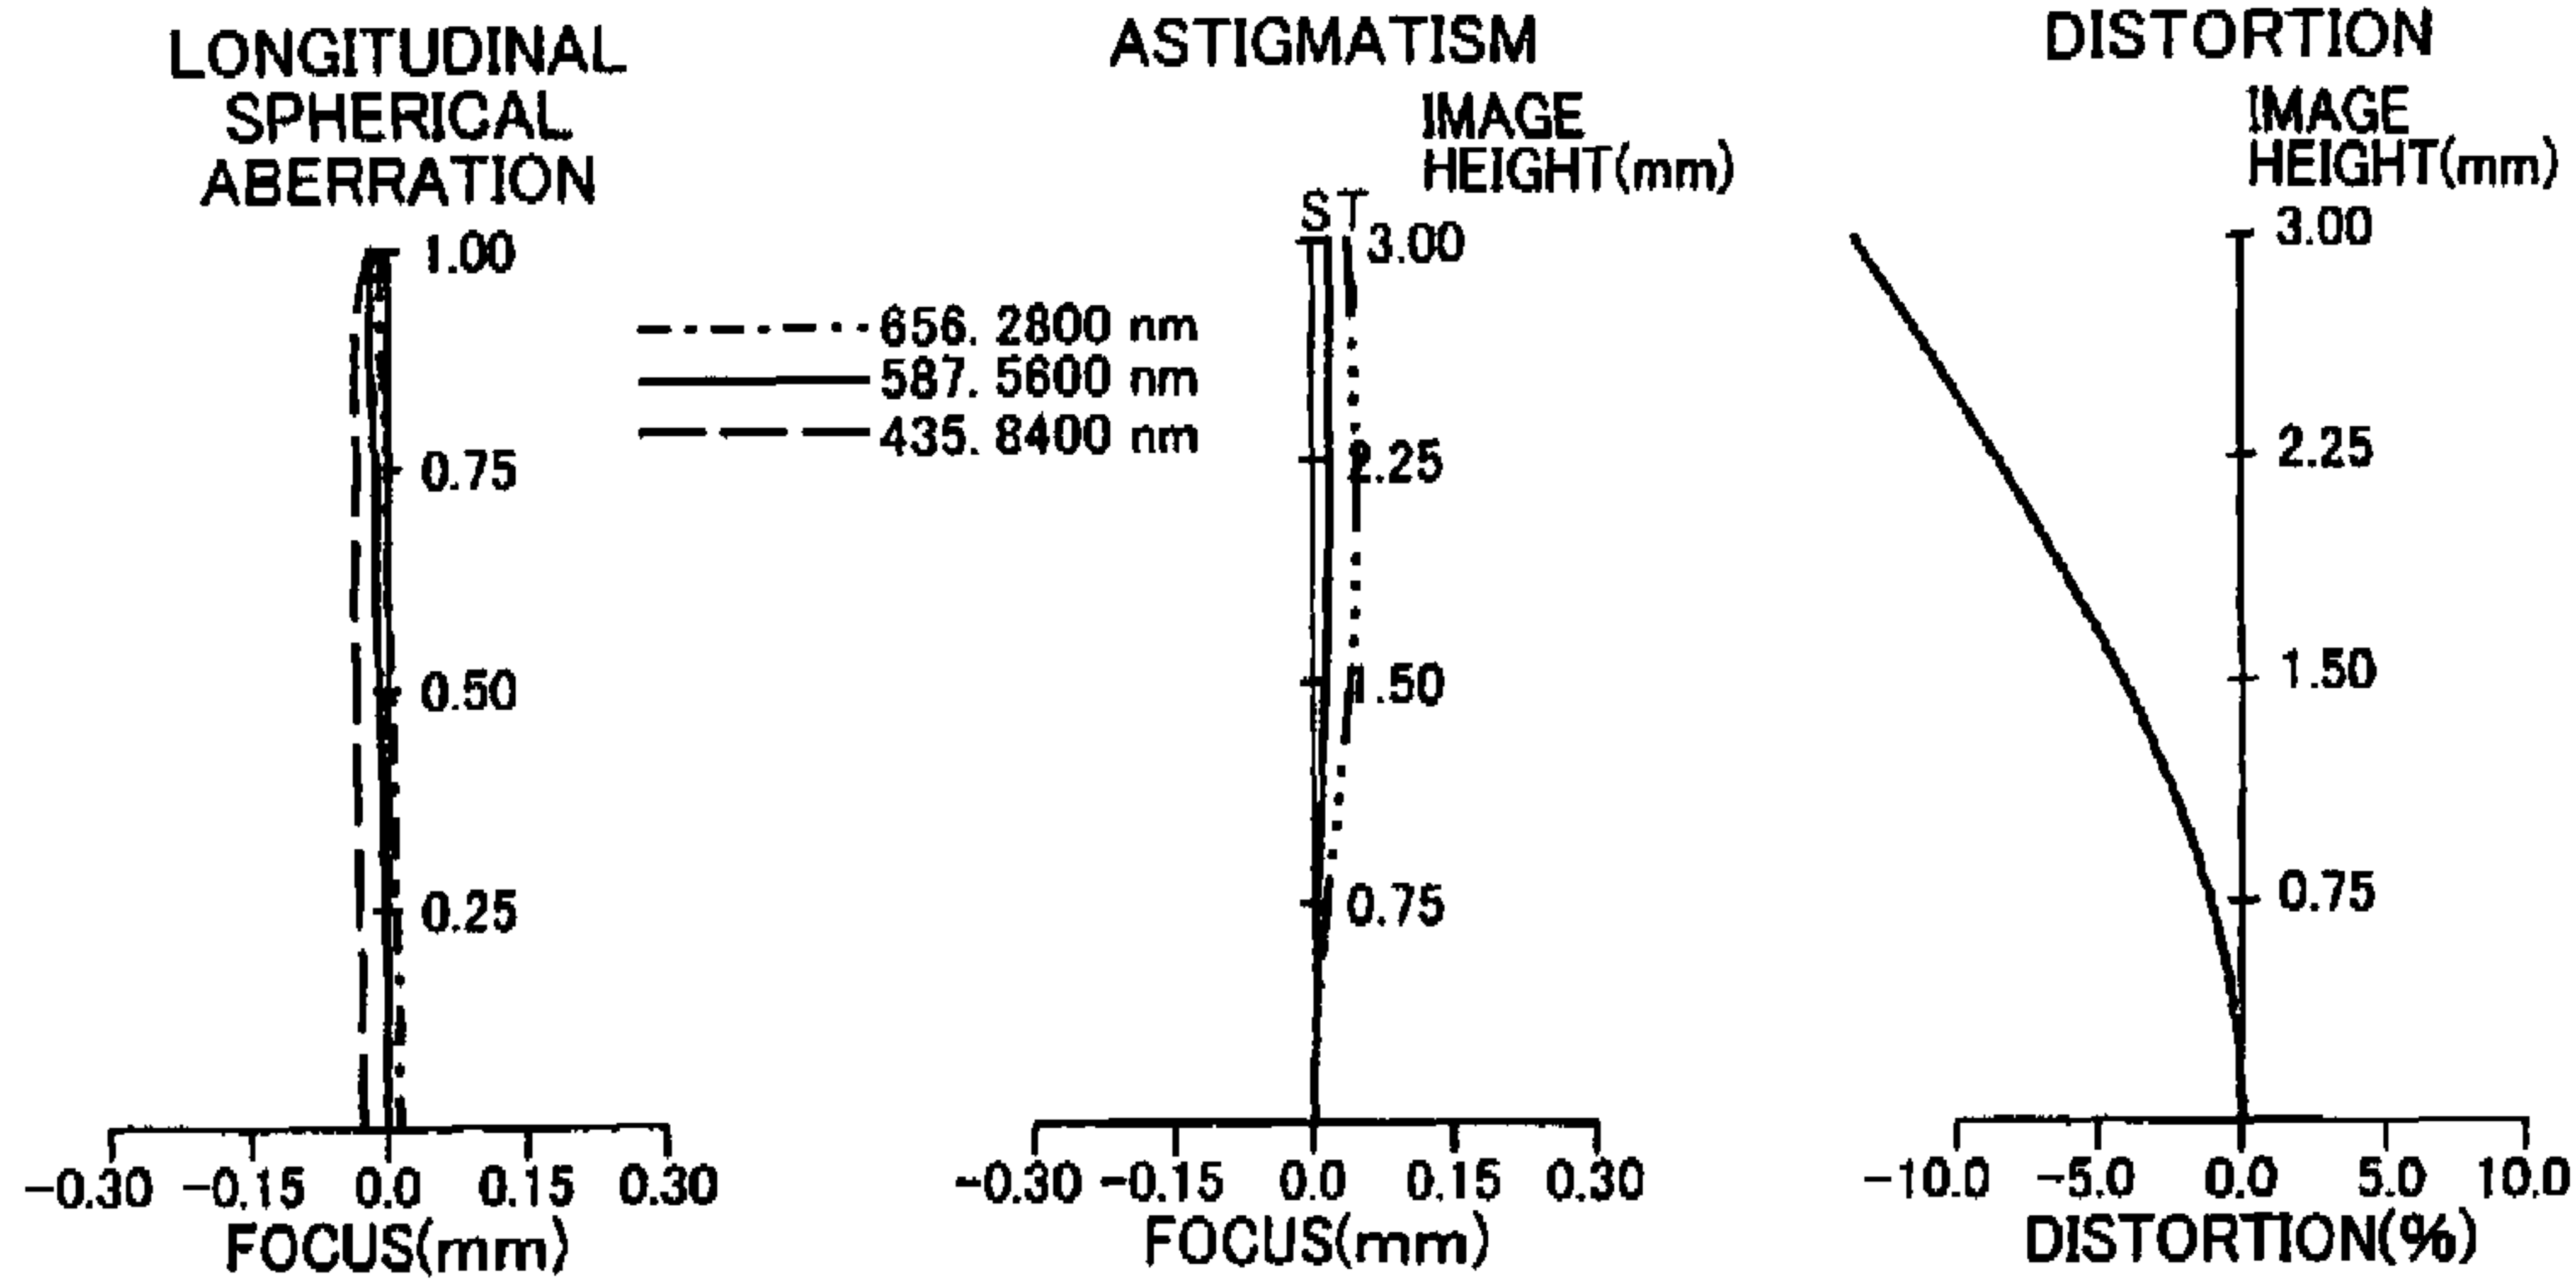 LONGITUDINAL
SPHERICAL
ABERRATION
1.00
0.75
0.50
0.25
-0.30 -0.15 0.0 0.15 0.30
FOCUS(mm)
656. 2800 nm
587. 5600 nm
435. 8400 nm
ASTIGMATISM
IMAGE
HEIGHT(mm)
S T
3.00
2.25
1.50
0.75
-0.30 -0.15 0.0 0.15 0.30
FOCUS(mm)
DISTORTION
IMAGE
HEIGHT(mm)
3.00
2.25
1.50
0.75
-10.0 -5.0 0.0 5.0 10.0
DISTORTION(%)